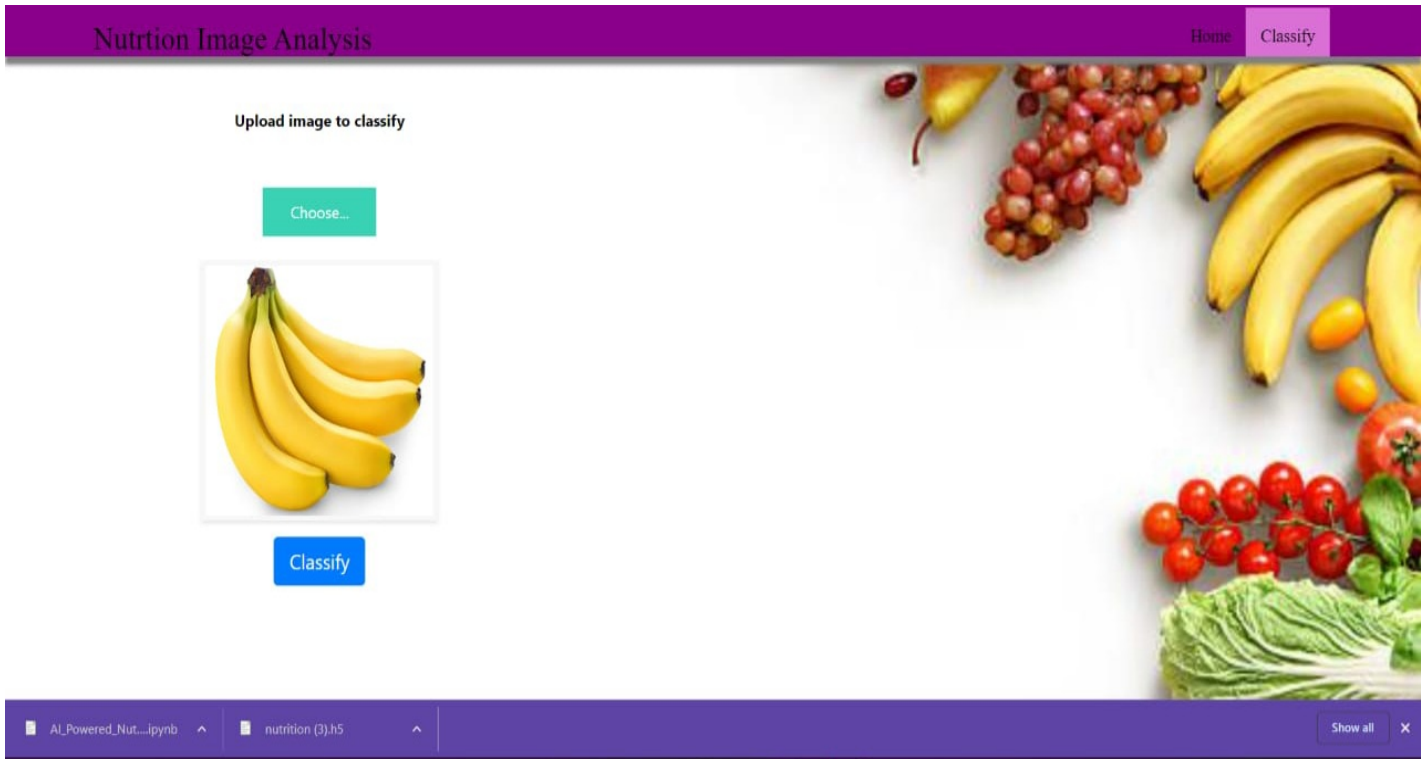 Nutrtion Image Analysis
Home
Classify
Upload image to classify
Choose...
Classify
AI_Powered_Nut....ipynb
nutrition (3).h5
Show all